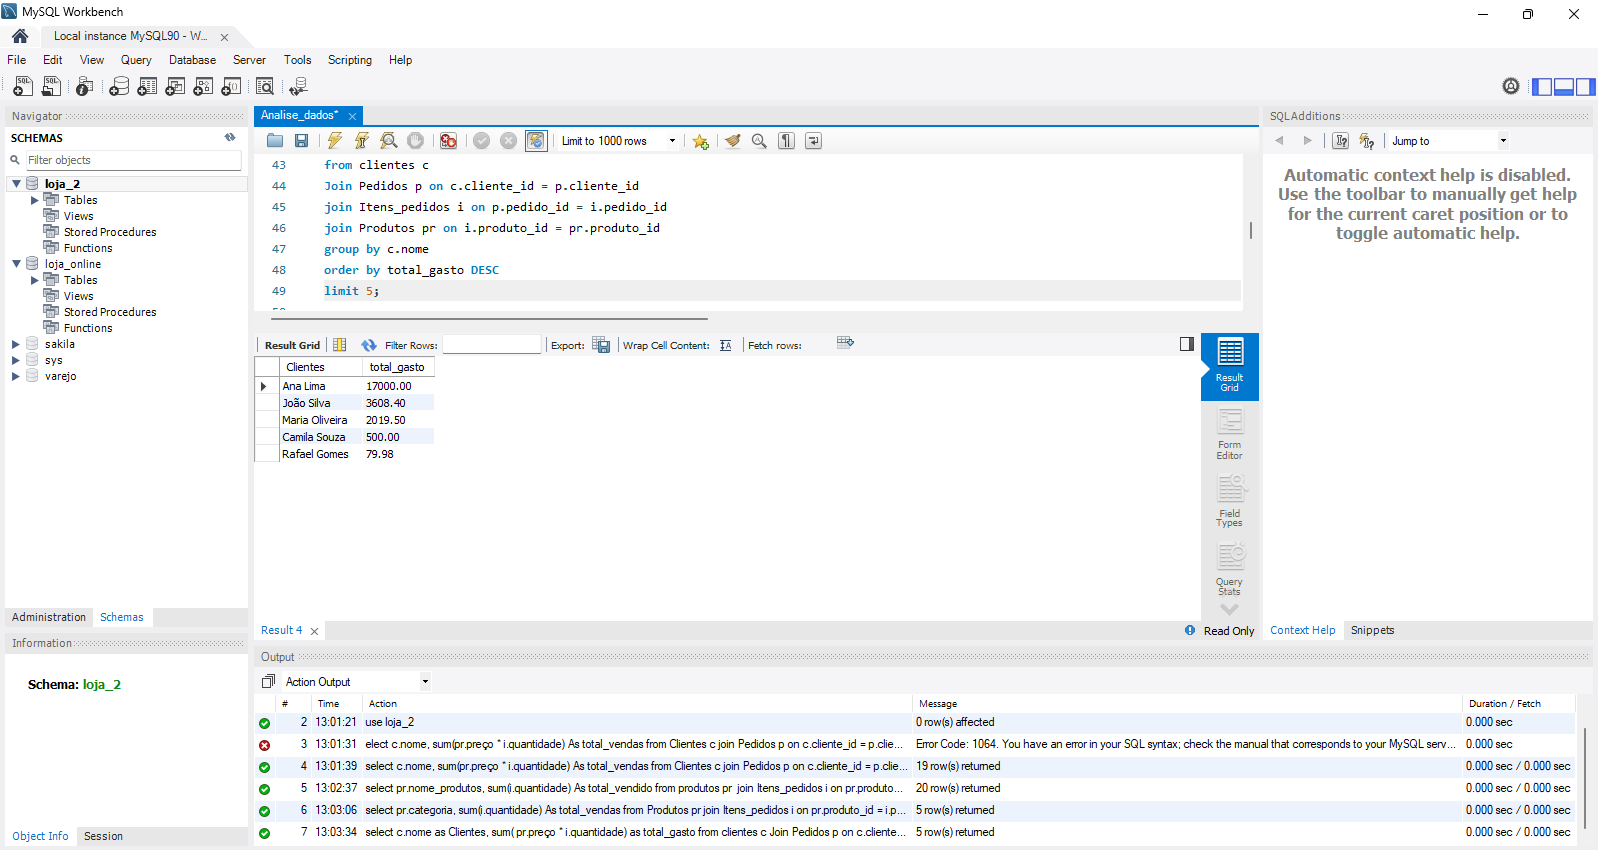 MySQL Workbench
Local instance MySQL90 - W...
File Edit View Query Database Server Tools Scripting Help
Navigator
SCHEMAS
Filter objects
loja_2
Tables
Views
Stored Procedures
Functions
loja_online
Tables
Views
Stored Procedures
Functions
sakila
sys
varejo
Administration Schemas
Information
Schema: loja_2
Object Info Session
Analise_dados*
Limit to 1000 rows
43 from clientes c
44 Join Pedidos p on c.cliente_id = p.cliente_id
45 join Itens_pedidos i on p.pedido_id = i.pedido_id
46 join Produtos pr on i.produto_id = pr.produto_id
47 group by c.nome
48 order by total_gasto DESC
49 limit 5;
Result Grid Filter Rows: Export: Wrap Cell Content: Fetch rows:
Clientes total_gasto
Ana Lima 17000.00
João Silva 3608.40
Maria Oliveira 2019.50
Camila Souza 500.00
Rafael Gomes 79.98
Result Grid
Form Editor
Field Types
Query Stats
Result 4
Read Only
SQLAdditions
Jump to
Automatic context help is disabled.
Use the toolbar to manually get help
for the current caret position or to
toggle automatic help.
Context Help Snippets
Output
Action Output
# Time Action Message Duration / Fetch
2 13:01:21 use loja_2 0 row(s) affected 0.000 sec
3 13:01:31 elect c.nome, sum(pr.preço * i.quantidade) As total_vendas from Clientes c join Pedidos p on c.cliente_id = p.clie... Error Code: 1064. You have an error in your SQL syntax; check the manual that corresponds to your MySQL serv... 0.000 sec
4 13:01:39 select c.nome, sum(pr.preço * i.quantidade) As total_vendas from Clientes c join Pedidos p on c.cliente_id = p.clie... 19 row(s) returned 0.000 sec / 0.000 sec
5 13:02:37 select pr.nome_produtos, sum(i.quantidade) As total_vendido from produtos pr join Itens_pedidos i on pr.produto... 20 row(s) returned 0.000 sec / 0.000 sec
6 13:03:06 select pr.categoria, sum(i.quantidade) As total_vendas from Produtos pr join Itens_pedidos i on pr.produto_id = i.p... 5 row(s) returned 0.000 sec / 0.000 sec
7 13:03:34 select c.nome as Clientes, sum( pr.preço * i.quantidade) as total_gasto from clientes c Join Pedidos p on c.cliente... 5 row(s) returned 0.000 sec / 0.000 sec